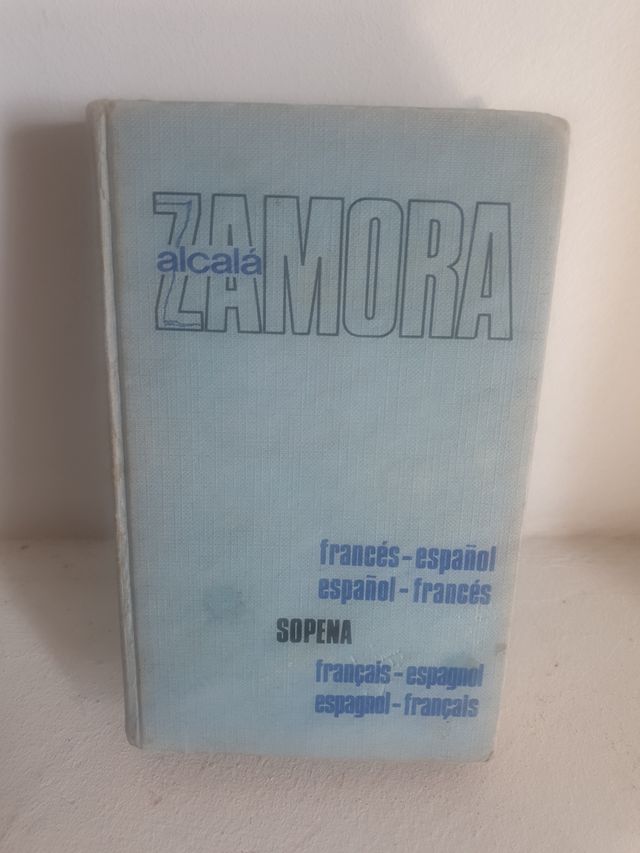 ZAMORA
alcalá
francés-español
español-francés
SOPENA
français-espagnol
espagnol-français